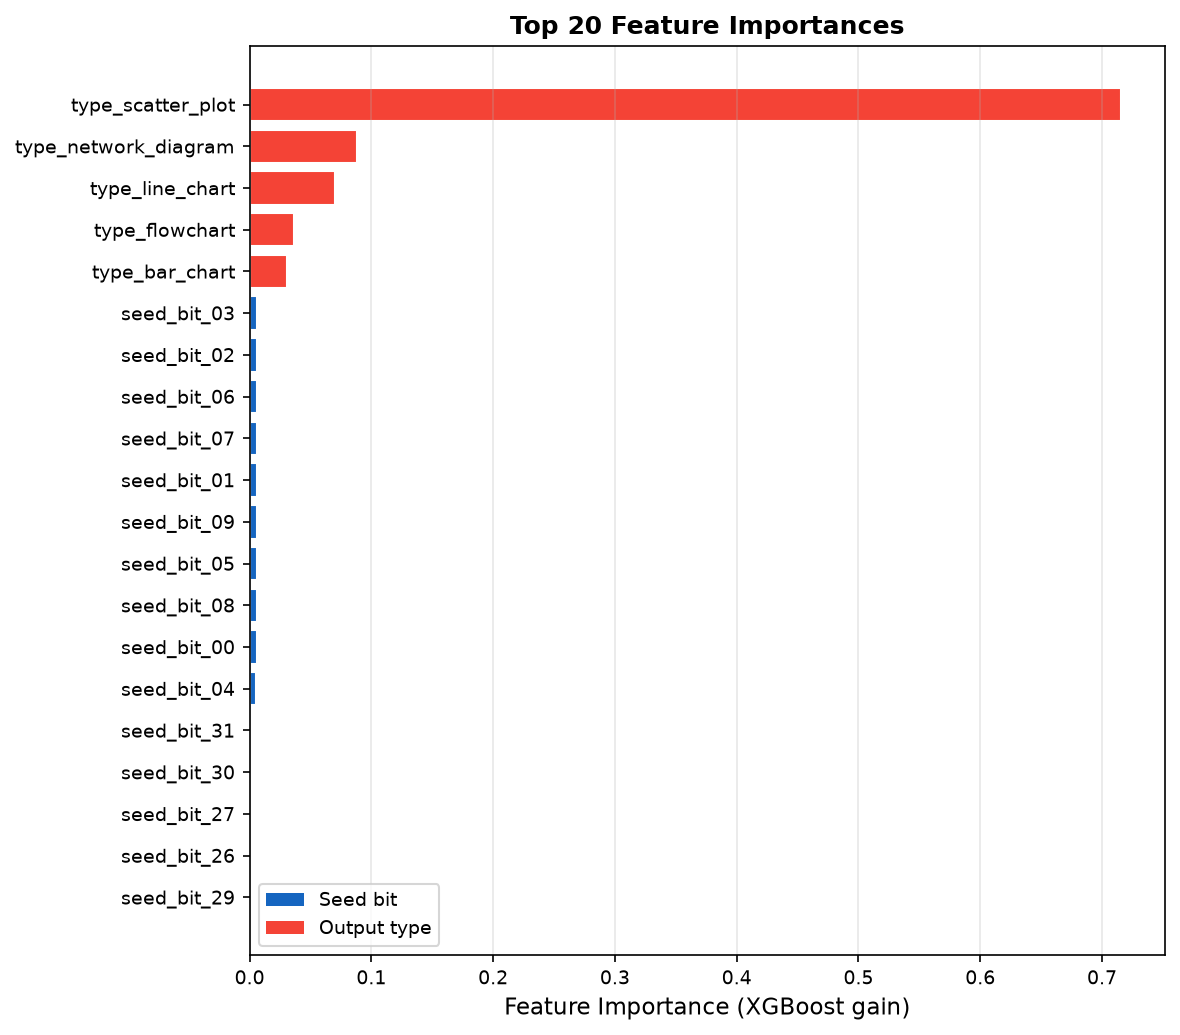 Top 20 Feature Importances
type_scatter_plot
type_network_diagram
type_line_chart
type_flowchart
type_bar_chart
seed_bit_03
seed_bit_02
seed_bit_06
seed_bit_07
seed_bit_01
seed_bit_09
seed_bit_05
seed_bit_08
seed_bit_00
seed_bit_04
seed_bit_31
seed_bit_30
seed_bit_27
seed_bit_26
seed_bit_29
Seed bit
Output type
0.0 0.1 0.2 0.3 0.4 0.5 0.6 0.7
Feature Importance (XGBoost gain)